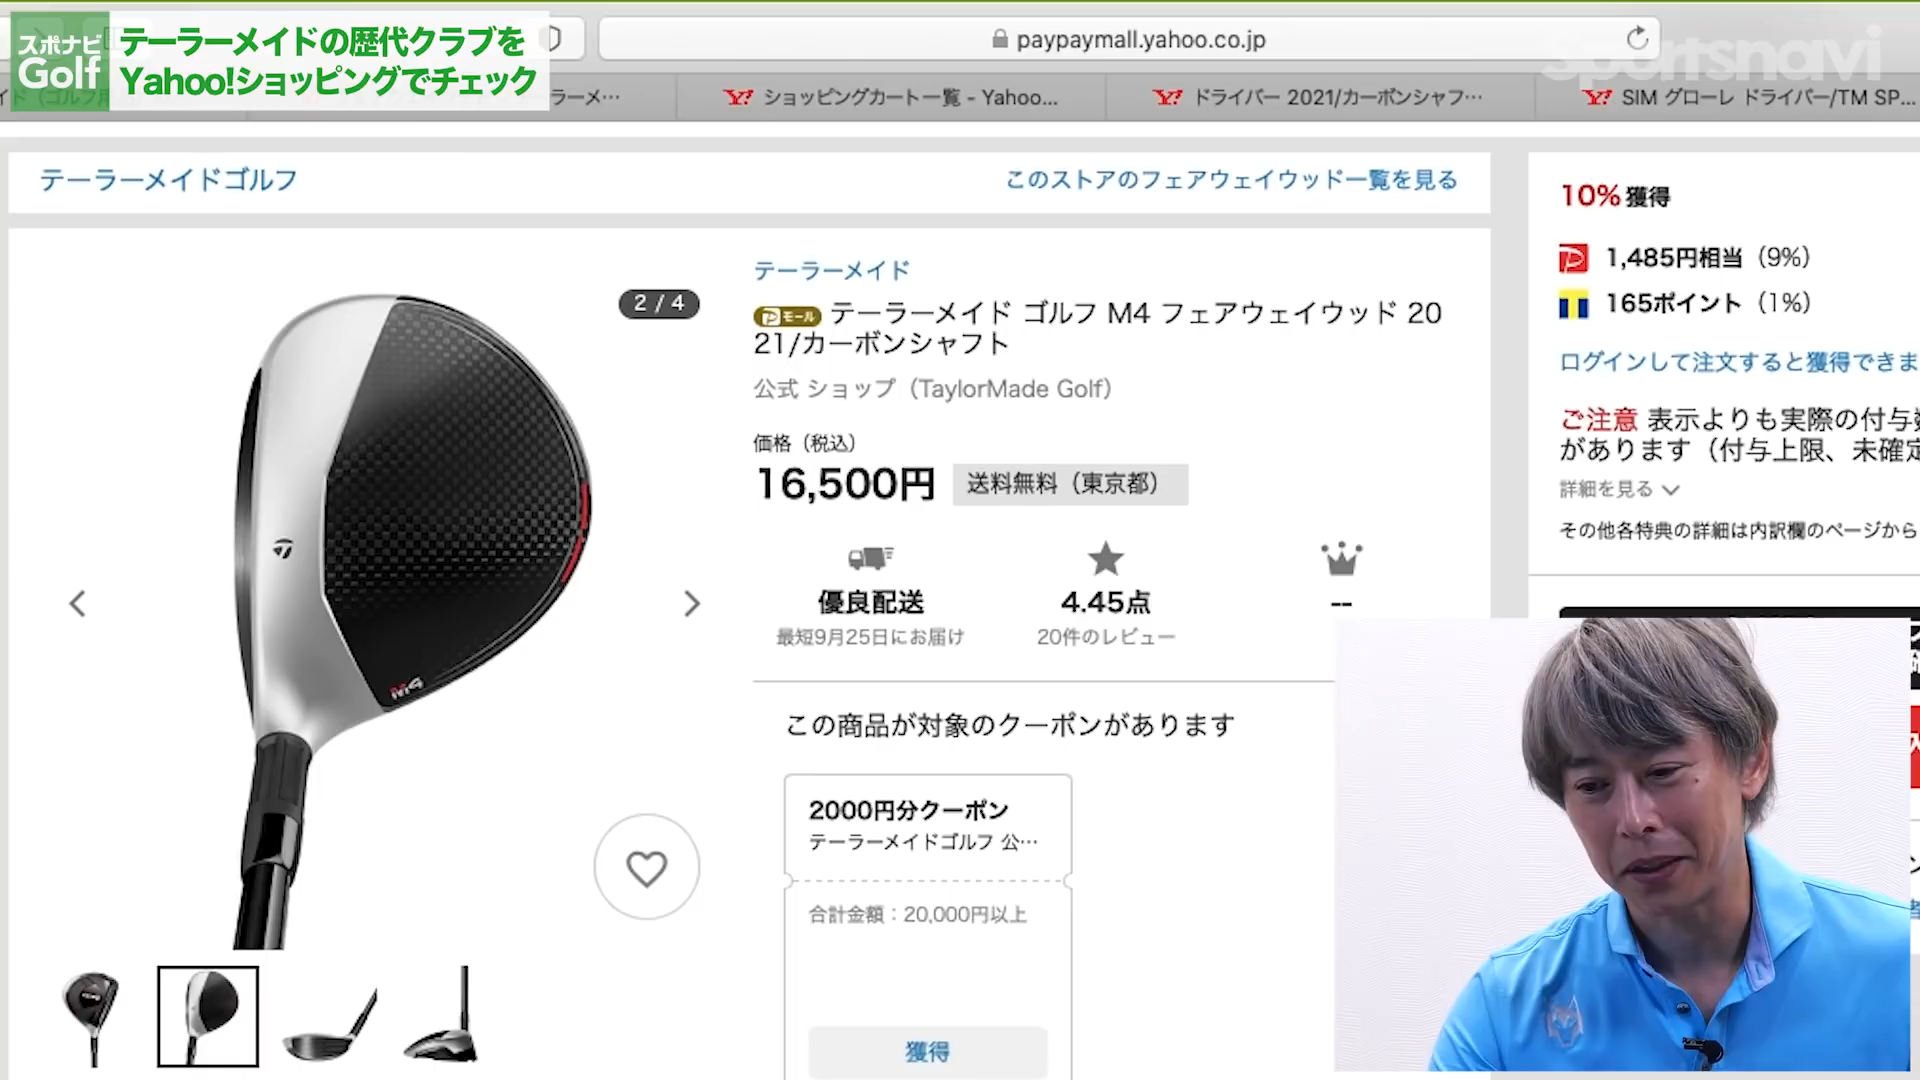 スポナビ
Golf
テーラーメイドの歴代クラブを
Yahoo!ショッピングでチェック
paypaymall.yahoo.co.jp
Sportsnavi
ラーメ…
ショッピングカート一覧 - Yahoo...
ドライバー 2021/カーボンシャフ…
SIM グローレ ドライバー/TM SP...
テーラーメイドゴルフ
このストアのフェアウェイウッド一覧を見る
2 / 4
M4
テーラーメイド
モール テーラーメイド ゴルフ M4 フェアウェイウッド 20
21/カーボンシャフト
公式 ショップ（TaylorMade Golf）
価格（税込）
16,500円 送料無料（東京都）
優良配送
最短9月25日にお届け
4.45点
20件のレビュー
--
この商品が対象のクーポンがあります
2000円分クーポン
テーラーメイドゴルフ 公…
合計金額：20,000円以上
獲得
10%獲得
1,485円相当（9%）
165ポイント（1%）
ログインして注文すると獲得できま
ご注意 表示よりも実際の付与
があります（付与上限、未確定
詳細を見る
その他各特典の詳細は内訳欄のページから